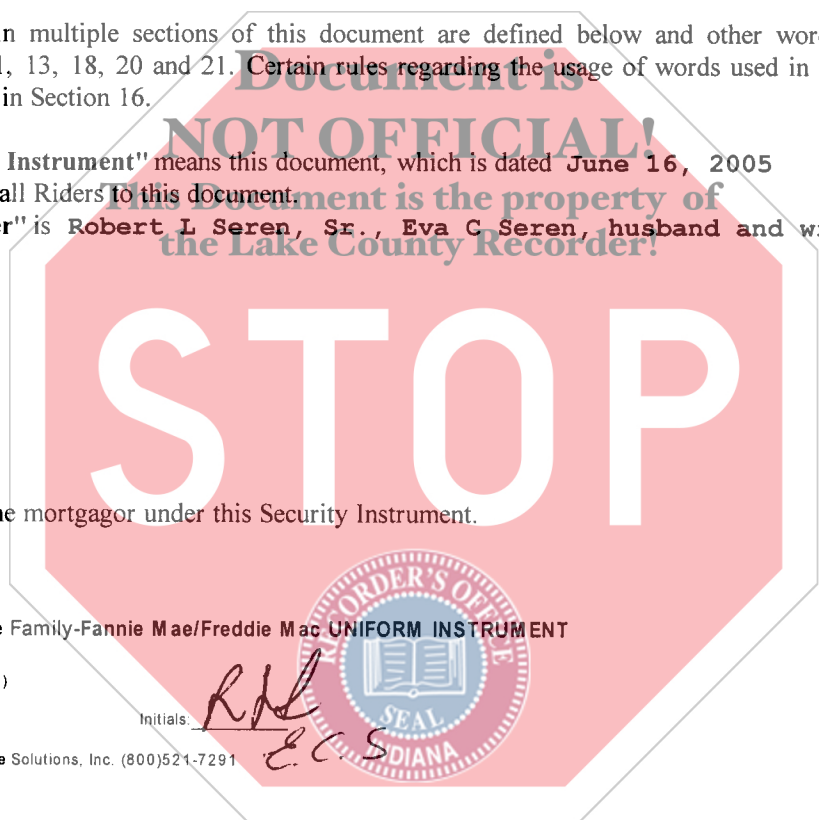 n multiple sections of this document are defined below and other wor
1, 13, 18, 20 and 21. Certain rules regarding the usage of words used in
in Section 16.
Document is
NOT OFFICIAL!
This Document is the property of
the Lake County Recorder!
Instrument" means this document, which is dated June 16, 2005
all Riders to this document.
r" is Robert L Seren, Sr., Eva C Seren, husband and w
STOP
e mortgagor under this Security Instrument.
e Family-Fannie Mae/Freddie Mac UNIFORM INSTRUMENT
)
Initials:
E.C.S
e Solutions, Inc. (800)521-7291
RECORDER'S OFFICE
SEAL
INDIANA